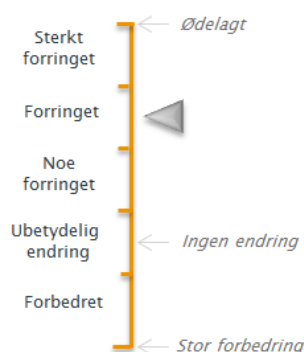 Ødelagt
Sterkt
forringet
Forringet
Noe
forringet
Ubetydelig
endring
Ingen endring
Forbedret
Stor forbedring